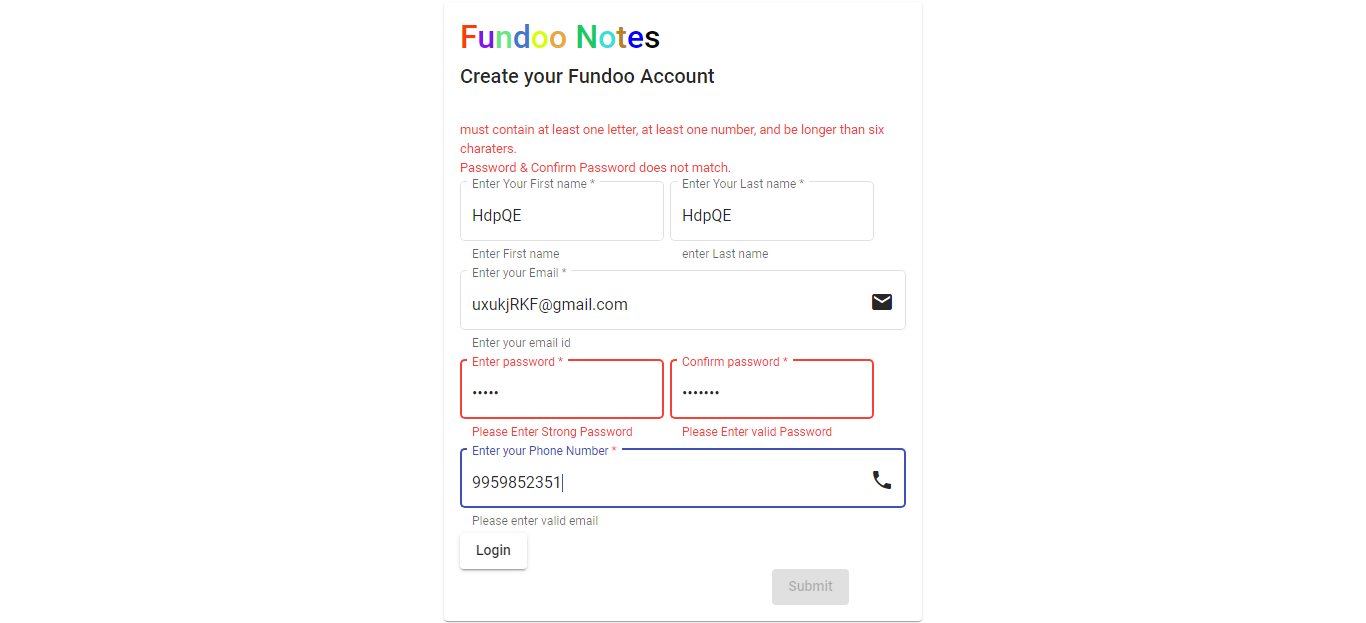 Fundoo Notes
Create your Fundoo Account
must contain at least one letter, at least one number, and be longer than six
charaters.
Password & Confirm Password does not match.
Enter Your First name * Enter Your Last name *
HdpQE HdpQE
Enter First name enter Last name
Enter your Email *
uxukjRKF@gmail.com
Enter your email id
Enter password * Confirm password *
••••• •••••••
Please Enter Strong Password Please Enter valid Password
Enter your Phone Number *
9959852351
Please enter valid email
Login
Submit